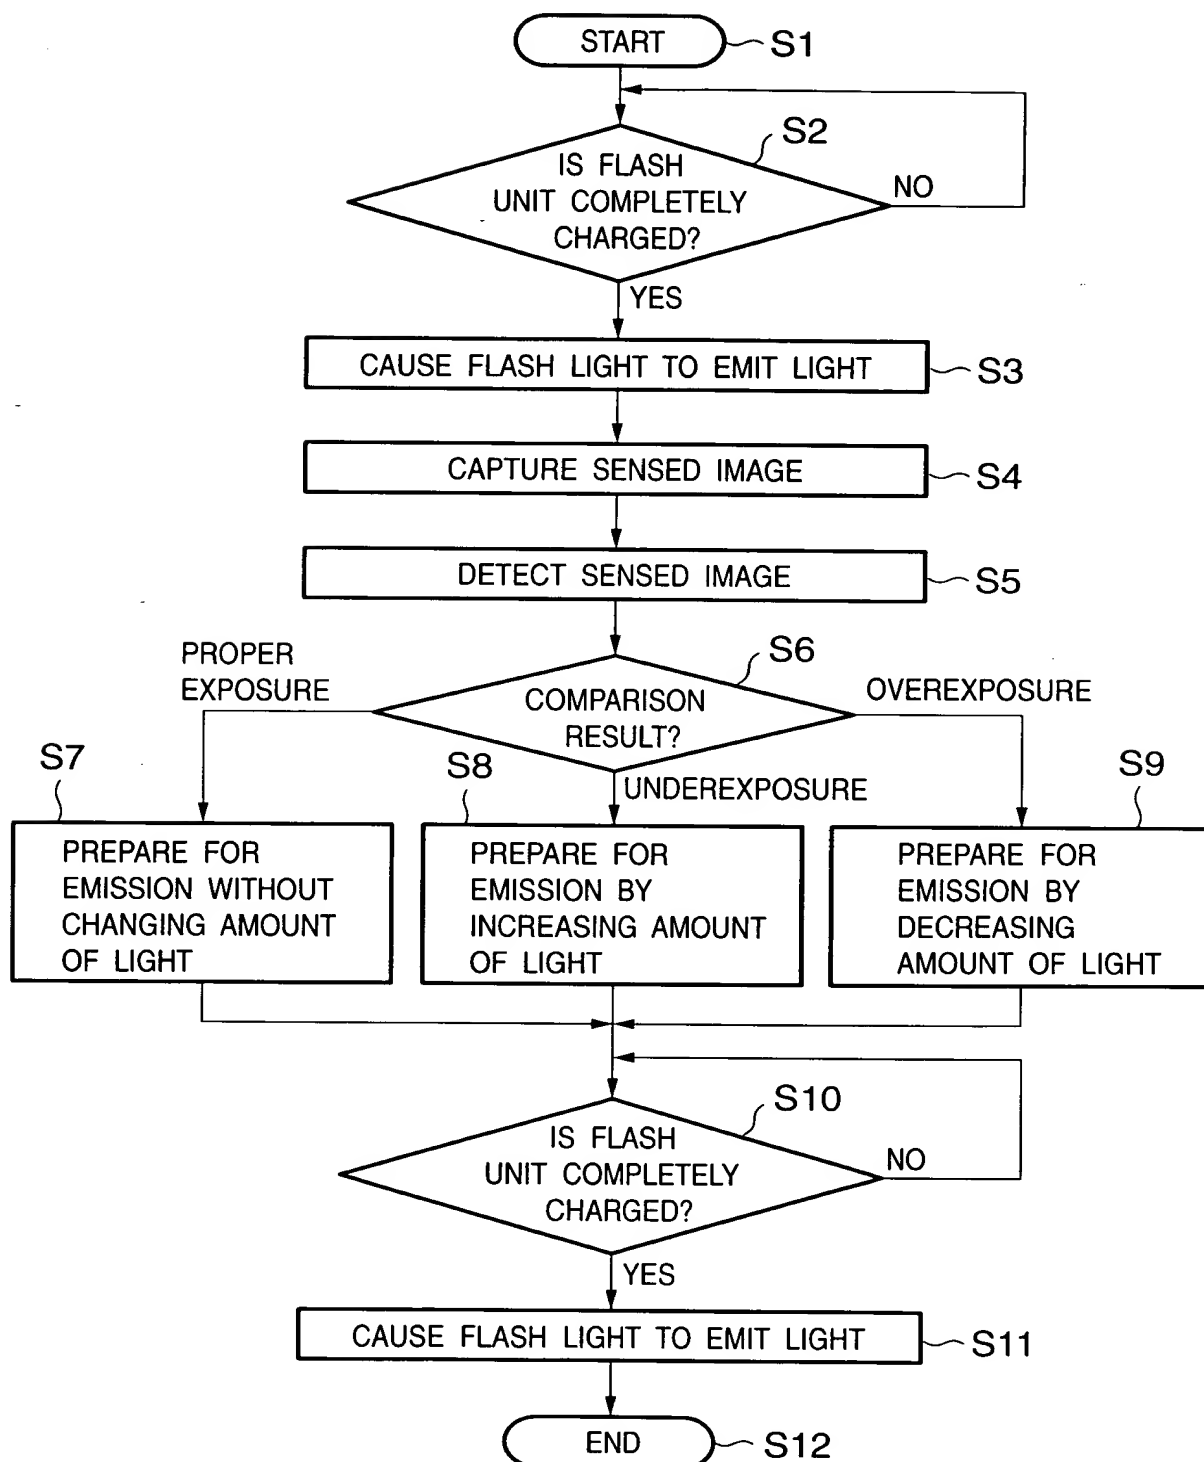 START
S1
S2
IS FLASH
UNIT COMPLETELY
CHARGED?
NO
YES
CAUSE FLASH LIGHT TO EMIT LIGHT
S3
CAPTURE SENSED IMAGE
S4
DETECT SENSED IMAGE
S5
S6
COMPARISON
RESULT?
PROPER
EXPOSURE
OVEREXPOSURE
UNDEREXPOSURE
S7
PREPARE FOR
EMISSION WITHOUT
CHANGING AMOUNT
OF LIGHT
S8
PREPARE FOR
EMISSION BY
INCREASING AMOUNT
OF LIGHT
S9
PREPARE FOR
EMISSION BY
DECREASING
AMOUNT OF LIGHT
S10
IS FLASH
UNIT COMPLETELY
CHARGED?
NO
YES
CAUSE FLASH LIGHT TO EMIT LIGHT
S11
END
S12